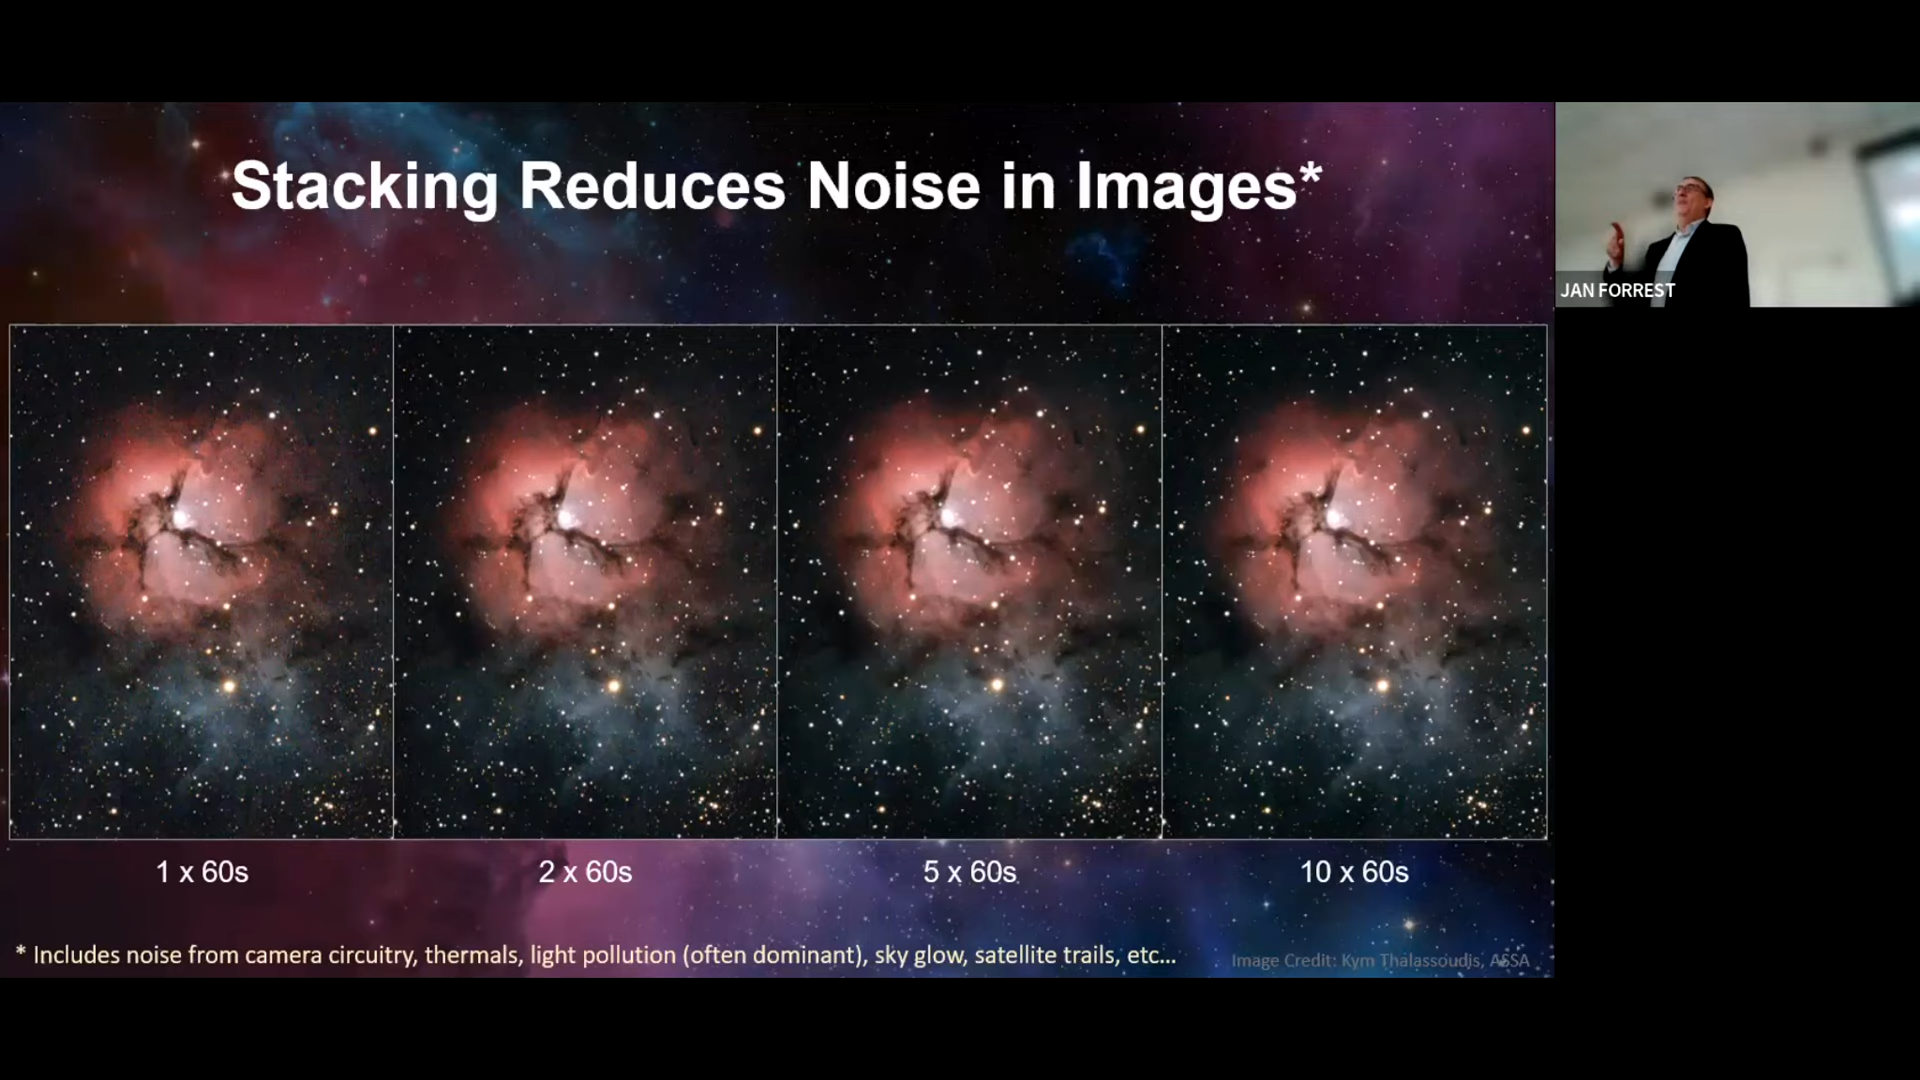 Stacking Reduces Noise in Images*
JAN FORREST
1 x 60s
2 x 60s
5 x 60s
10 x 60s
* Includes noise from camera circuitry, thermals, light pollution (often dominant), sky glow, satellite trails, etc...
Image Credit: Kym Thalassoudis, ASSA